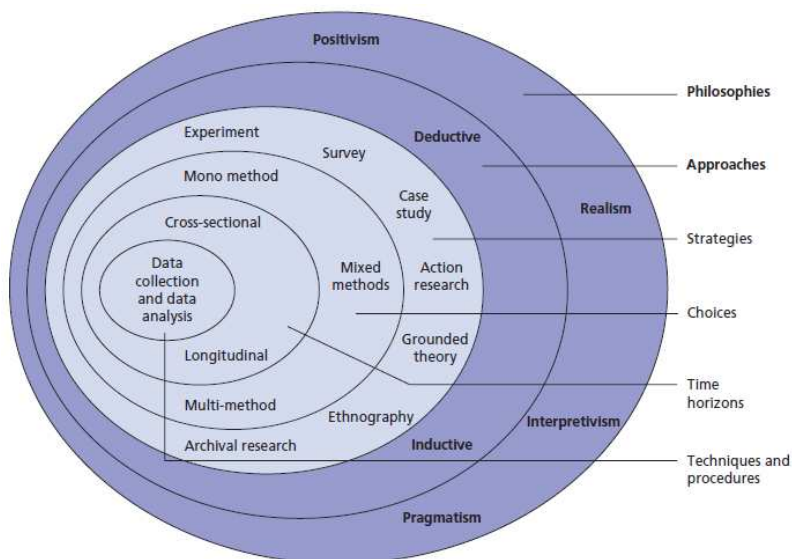 Positivism
Philosophies
Experiment
Deductive
Survey
Approaches
Mono method
Case
study
Realism
Cross-sectional
Strategies
Data
collection
and data
analysis
Mixed
methods
Action
research
Choices
Grounded
theory
Longitudinal
Time
horizons
Multi-method
Ethnography
Interpretivism
Archival research
Inductive
Techniques and
procedures
Pragmatism